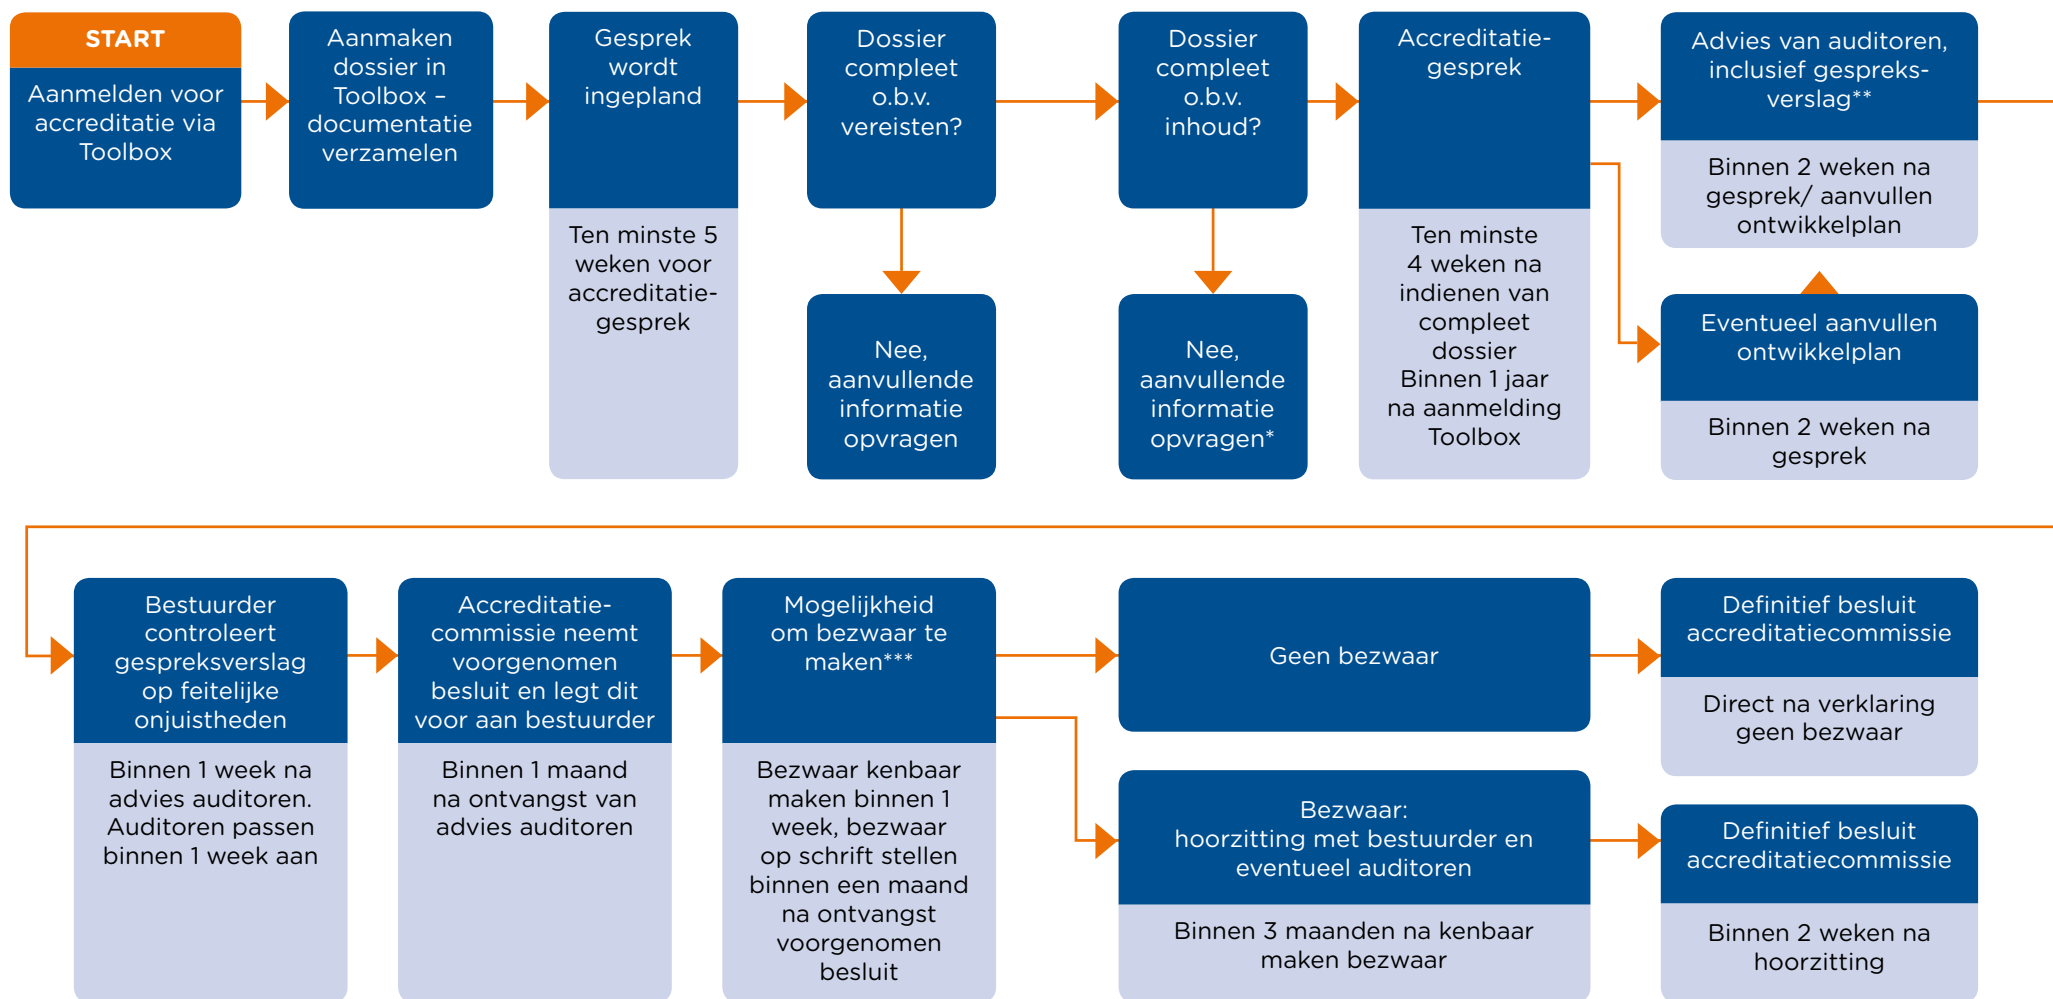 START
Aanmelden voor
accreditatie via
Toolbox
Aanmaken
dossier in
Toolbox –
documentatie
verzamelen
Gesprek
wordt
ingepland
Ten minste 5
weken voor
accreditatie-
gesprek
Dossier
compleet
o.b.v.
vereisten?
Nee,
aanvullende
informatie
opvragen
Dossier
compleet
o.b.v.
inhoud?
Nee,
aanvullende
informatie
opvragen*
Accreditatie-
gesprek
Ten minste
4 weken na
indienen van
compleet
dossier
Binnen 1 jaar
na aanmelding
Toolbox
Advies van auditoren,
inclusief gespreks-
verslag**
Binnen 2 weken na
gesprek/ aanvullen
ontwikkelplan
Eventueel aanvullen
ontwikkelplan
Binnen 2 weken na
gesprek
Bestuurder
controleert
gespreksverslag
op feitelijke
onjuistheden
Binnen 1 week na
advies auditoren.
Auditoren passen
binnen 1 week aan
Accreditatie-
commissie neemt
voorgenomen
besluit en legt dit
voor aan bestuurder
Binnen 1 maand
na ontvangst van
advies auditoren
Mogelijkheid
om bezwaar te
maken***
Bezwaar kenbaar
maken binnen 1
week, bezwaar
op schrift stellen
binnen een maand
na ontvangst
voorgenomen
besluit
Geen bezwaar
Definitief besluit
accreditatiecommissie
Direct na verklaring
geen bezwaar
Bezwaar:
hoorzitting met bestuurder en
eventueel auditoren
Binnen 3 maanden na kenbaar
maken bezwaar
Definitief besluit
accreditatiecommissie
Binnen 2 weken na
hoorzitting